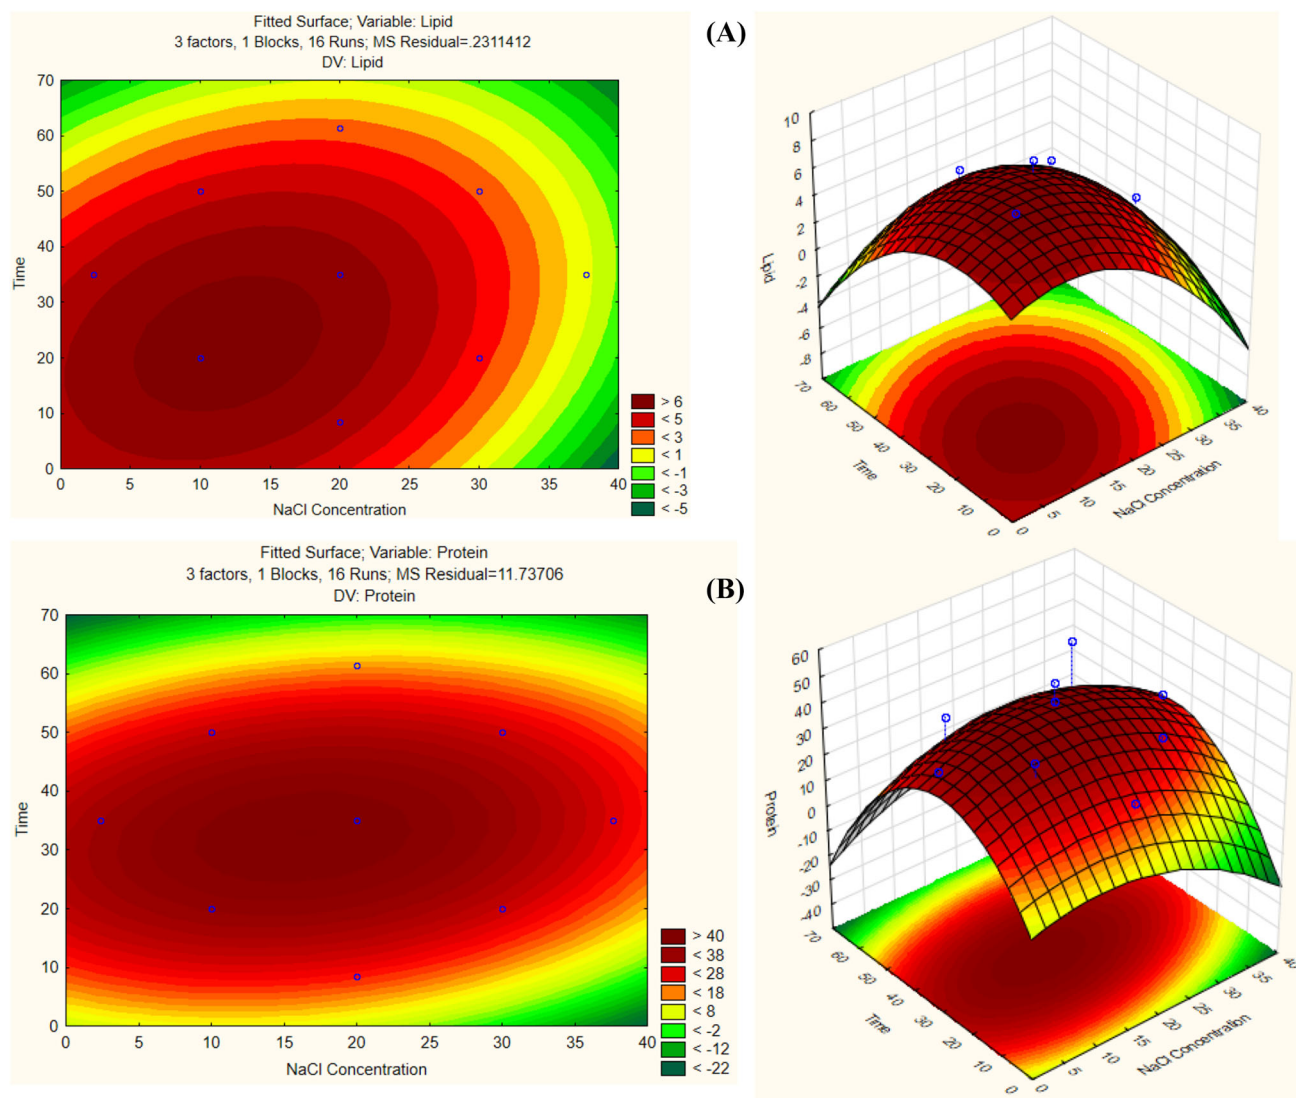 Fitted Surface; Variable: Lipid
3 factors, 1 Blocks, 16 Runs; MS Residual=.2311412
DV: Lipid
70
60
50
40
30
20
10
0
Time
0 5 10 15 20 25 30 35 40
NaCl Concentration
> 6
< 5
< 3
< 1
< -1
< -3
< -5
(A)
10
8
6
4
2
0
-2
-4
-6
-8
Lipid
70 60 50 40 30 20 10 0
Time
0 5 10 15 20 25 30 35 40
NaCl Concentration
Fitted Surface; Variable: Protein
3 factors, 1 Blocks, 16 Runs; MS Residual=11.73706
DV: Protein
70
60
50
40
30
20
10
0
Time
0 5 10 15 20 25 30 35 40
NaCl Concentration
> 40
< 38
< 28
< 18
< 8
< -2
< -12
< -22
(B)
60
50
40
30
20
10
0
-10
-20
-30
-40
Protein
70 60 50 40 30 20 10 0
Time
0 5 10 15 20 25 30 35 40
NaCl Concentration